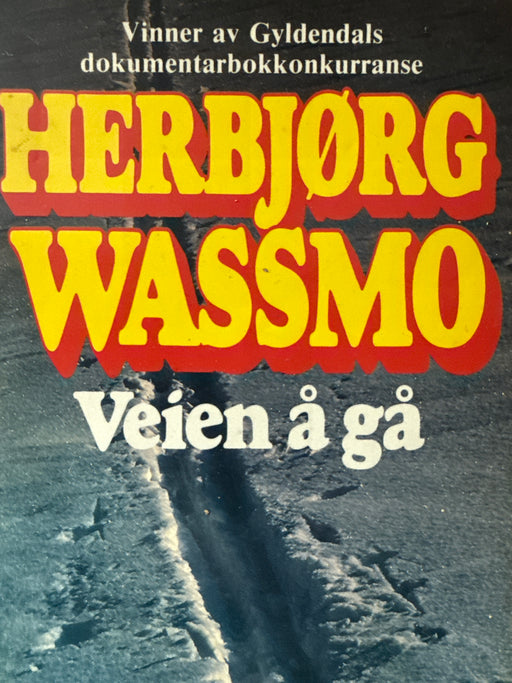 Vinner av Gyldendals
dokumentarbokkonkurranse
HERBJØRG
WASSMO
Veien å gå